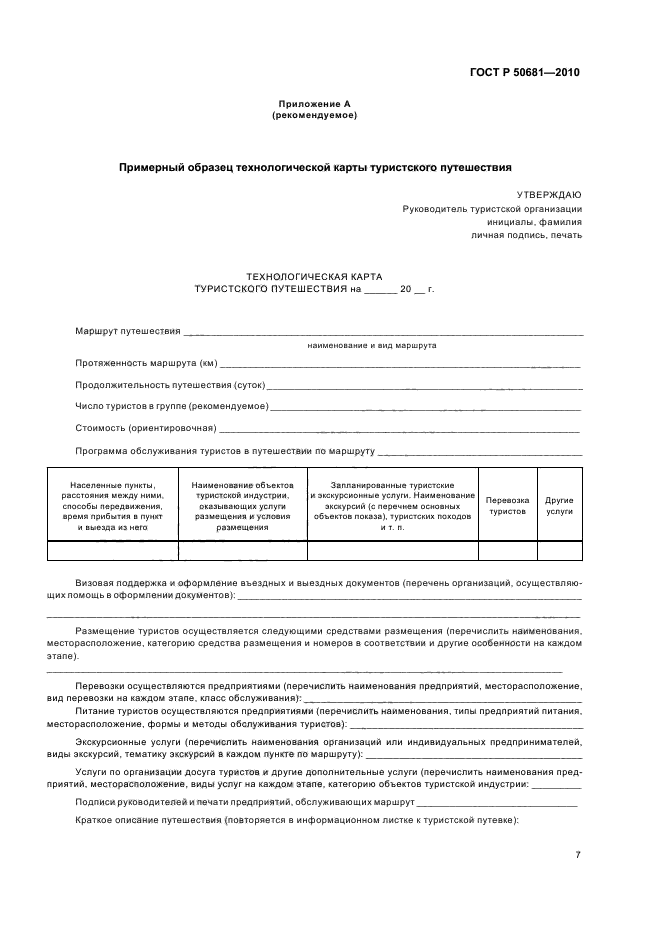 ГОСТ Р 50681—2010
Приложение А
(рекомендуемое)
Примерный образец технологической карты туристского путешествия
УТВЕРЖДАЮ
Руководитель туристской организации
инициалы, фамилия
личная подпись, печать
ТЕХНОЛОГИЧЕСКАЯ КАРТА
ТУРИСТСКОГО ПУТЕШЕСТВИЯ на ______ 20 __ г.
Маршрут путешествия
наименование и вид маршрута
Протяженность маршрута (км)
Продолжительность путешествия (суток)
Число туристов в группе (рекомендуемое)
Стоимость (ориентировочная)
Программа обслуживания туристов в путешествии по маршруту
Населенные пункты,
расстояния между ними,
способы передвижения,
время прибытия в пункт
и выезда из него
Наименование объектов
туристской индустрии,
оказывающих услуги
размещения и условия
размещения
Запланированные туристские
и экскурсионные услуги. Наименование
экскурсий (с перечнем основных
объектов показа), туристских походов
и т. п.
Перевозка
туристов
Другие
услуги
Визовая поддержка и оформление въездных и выездных документов (перечень организаций, осуществляю-
щих помощь в оформлении документов):
Размещение туристов осуществляется следующими средствами размещения (перечислить наименования,
месторасположение, категорию средства размещения и номеров в соответствии и другие особенности на каждом
этапе).
Перевозки осуществляются предприятиями (перечислить наименования предприятий, месторасположение,
вид перевозки на каждом этапе, класс обслуживания):
Питание туристов осуществляются предприятиями (перечислить наименования, типы предприятий питания,
месторасположение, формы и методы обслуживания туристов):
Экскурсионные услуги (перечислить наименования организаций или индивидуальных предпринимателей,
виды экскурсий, тематику экскурсий в каждом пункте по маршруту):
Услуги по организации досуга туристов и другие дополнительные услуги (перечислить наименования пред-
приятий, месторасположение, виды услуг на каждом этапе, категорию объектов туристской индустрии:
Подписи руководителей и печати предприятий, обслуживающих маршрут
Краткое описание путешествия (повторяется в информационном листке к туристской путевке):
7